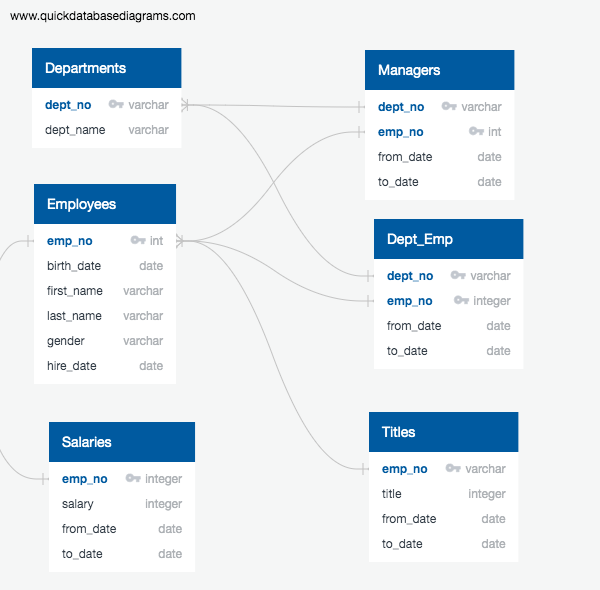 www.quickdatabasediagrams.com
Departments
dept_no varchar
dept_name varchar
Employees
emp_no int
birth_date date
first_name varchar
last_name varchar
gender varchar
hire_date date
Salaries
emp_no integer
salary integer
from_date date
to_date date
Managers
dept_no varchar
emp_no int
from_date date
to_date date
Dept_Emp
dept_no varchar
emp_no integer
from_date date
to_date date
Titles
emp_no varchar
title integer
from_date date
to_date date